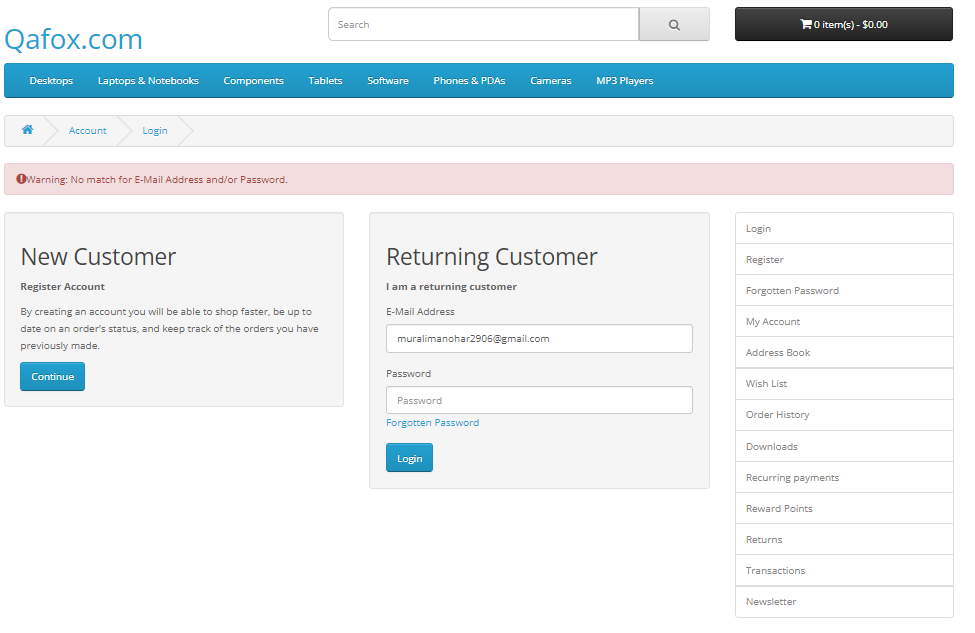 Qafox.com
Search
0 item(s) - $0.00
Desktops
Laptops & Notebooks
Components
Tablets
Software
Phones & PDAs
Cameras
MP3 Players
Account
Login
Warning: No match for E-Mail Address and/or Password.
New Customer
Register Account
By creating an account you will be able to shop faster, be up to
date on an order's status, and keep track of the orders you have
previously made.
Continue
Returning Customer
I am a returning customer
E-Mail Address
muralimanohar2906@gmail.com
Password
Password
Forgotten Password
Login
Login
Register
Forgotten Password
My Account
Address Book
Wish List
Order History
Downloads
Recurring payments
Reward Points
Returns
Transactions
Newsletter